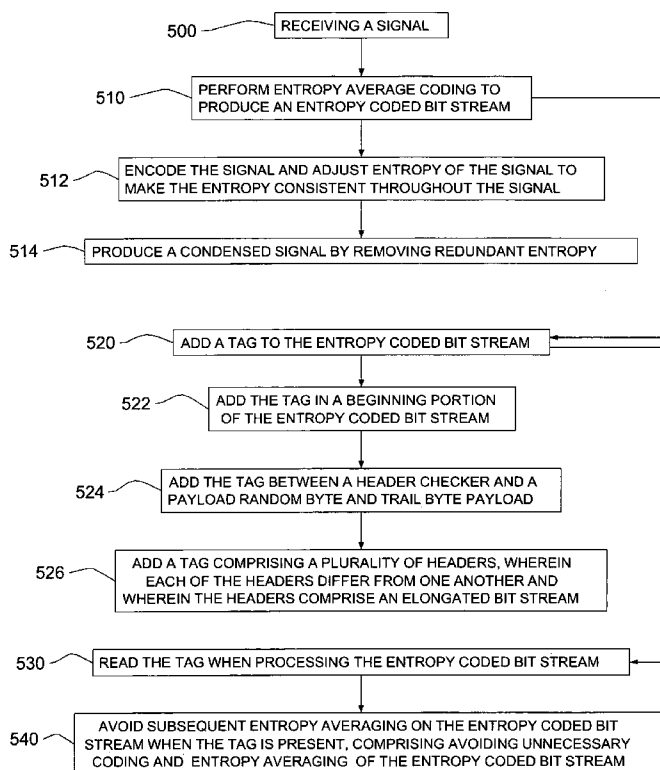 500
RECEIVING A SIGNAL
510
PERFORM ENTROPY AVERAGE CODING TO
PRODUCE AN ENTROPY CODED BIT STREAM
512
ENCODE THE SIGNAL AND ADJUST ENTROPY OF THE SIGNAL TO
MAKE THE ENTROPY CONSISTENT THROUGHOUT THE SIGNAL
514
PRODUCE A CONDENSED SIGNAL BY REMOVING REDUNDANT ENTROPY
520
ADD A TAG TO THE ENTROPY CODED BIT STREAM
522
ADD THE TAG IN A BEGINNING PORTION
OF THE ENTROPY CODED BIT STREAM
524
ADD THE TAG BETWEEN A HEADER CHECKER AND A
PAYLOAD RANDOM BYTE AND TRAIL BYTE PAYLOAD
526
ADD A TAG COMPRISING A PLURALITY OF HEADERS, WHEREIN
EACH OF THE HEADERS DIFFER FROM ONE ANOTHER AND
WHEREIN THE HEADERS COMPRISE AN ELONGATED BIT STREAM
530
READ THE TAG WHEN PROCESSING THE ENTROPY CODED BIT STREAM
540
AVOID SUBSEQUENT ENTROPY AVERAGING ON THE ENTROPY CODED BIT
STREAM WHEN THE TAG IS PRESENT, COMPRISING AVOIDING UNNECESSARY
CODING AND ENTROPY AVERAGING OF THE ENTROPY CODED BIT STREAM